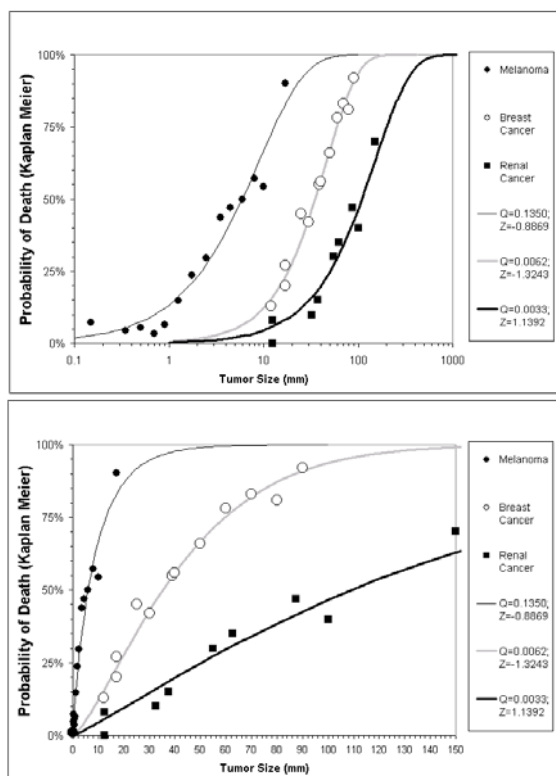 100%
75%
50%
25%
0%
Probability of Death (Kaplan Meier)
0.1 1 10 100 1000
Tumor Size (mm)
Melanoma
Breast
Cancer
Renal
Cancer
Q=0.1350;
Z=-0.8869
Q=0.0062;
Z=-1.3243
Q=0.0033;
Z=1.1392
100%
75%
50%
25%
0%
Probability of Death (Kaplan Meier)
0 10 20 30 40 50 60 70 80 90 100 110 120 130 140 150
Tumor Size (mm)
Melanoma
Breast
Cancer
Renal
Cancer
Q=0.1350;
Z=-0.8869
Q=0.0062;
Z=-1.3243
Q=0.0033;
Z=1.1392